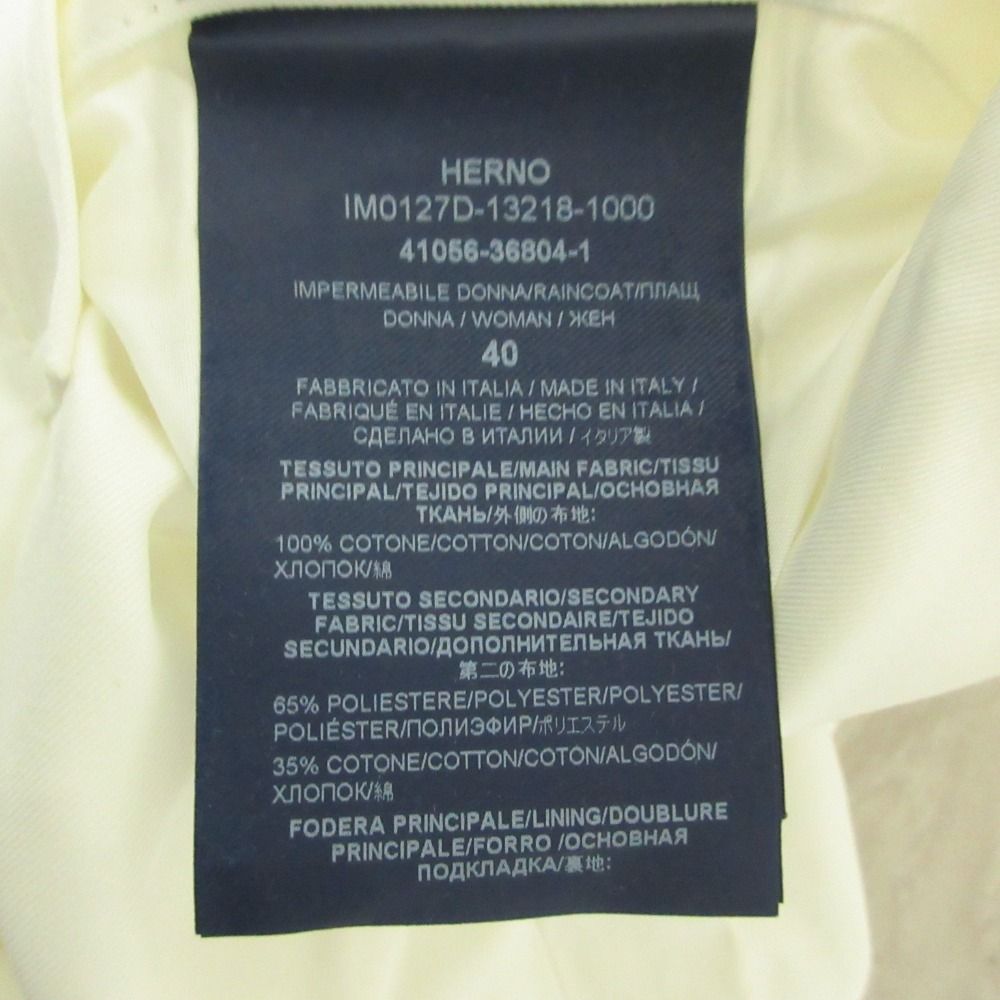 HERNO
IM0127D-13218-1000
41056-36804-1
IMPERMEABILE DONNA/RAINCOAT/ПЛАЩ
DONNA / WOMAN / ЖЕН
40
FABBRICATO IN ITALIA / MADE IN ITALY /
FABRIQUÉ EN ITALIE / HECHO EN ITALIA /
СДЕЛАНО В ИТАЛИИ / イタリア製
TESSUTO PRINCIPALE/MAIN FABRIC/TISSU
PRINCIPAL/TEJIDO PRINCIPAL/ОСНОВНАЯ
ТКАНЬ/外側の布地:
100% COTONE/COTTON/COTON/ALGODÓN/
ХЛОПОК/綿
TESSUTO SECONDARIO/SECONDARY
FABRIC/TISSU SECONDAIRE/TEJIDO
SECUNDARIO/ДОПОЛНИТЕЛЬНАЯ ТКАНЬ/
第二の布地:
65% POLIESTERE/POLYESTER/POLYESTER/
POLIÉSTER/ПОЛИЭФИР/ポリエステル
35% COTONE/COTTON/COTON/ALGODÓN/
ХЛОПОК/綿
FODERA PRINCIPALE/LINING/DOUBLURE
PRINCIPALE/FORRO /ОСНОВНАЯ
ПОДКЛАДКА/裏地: